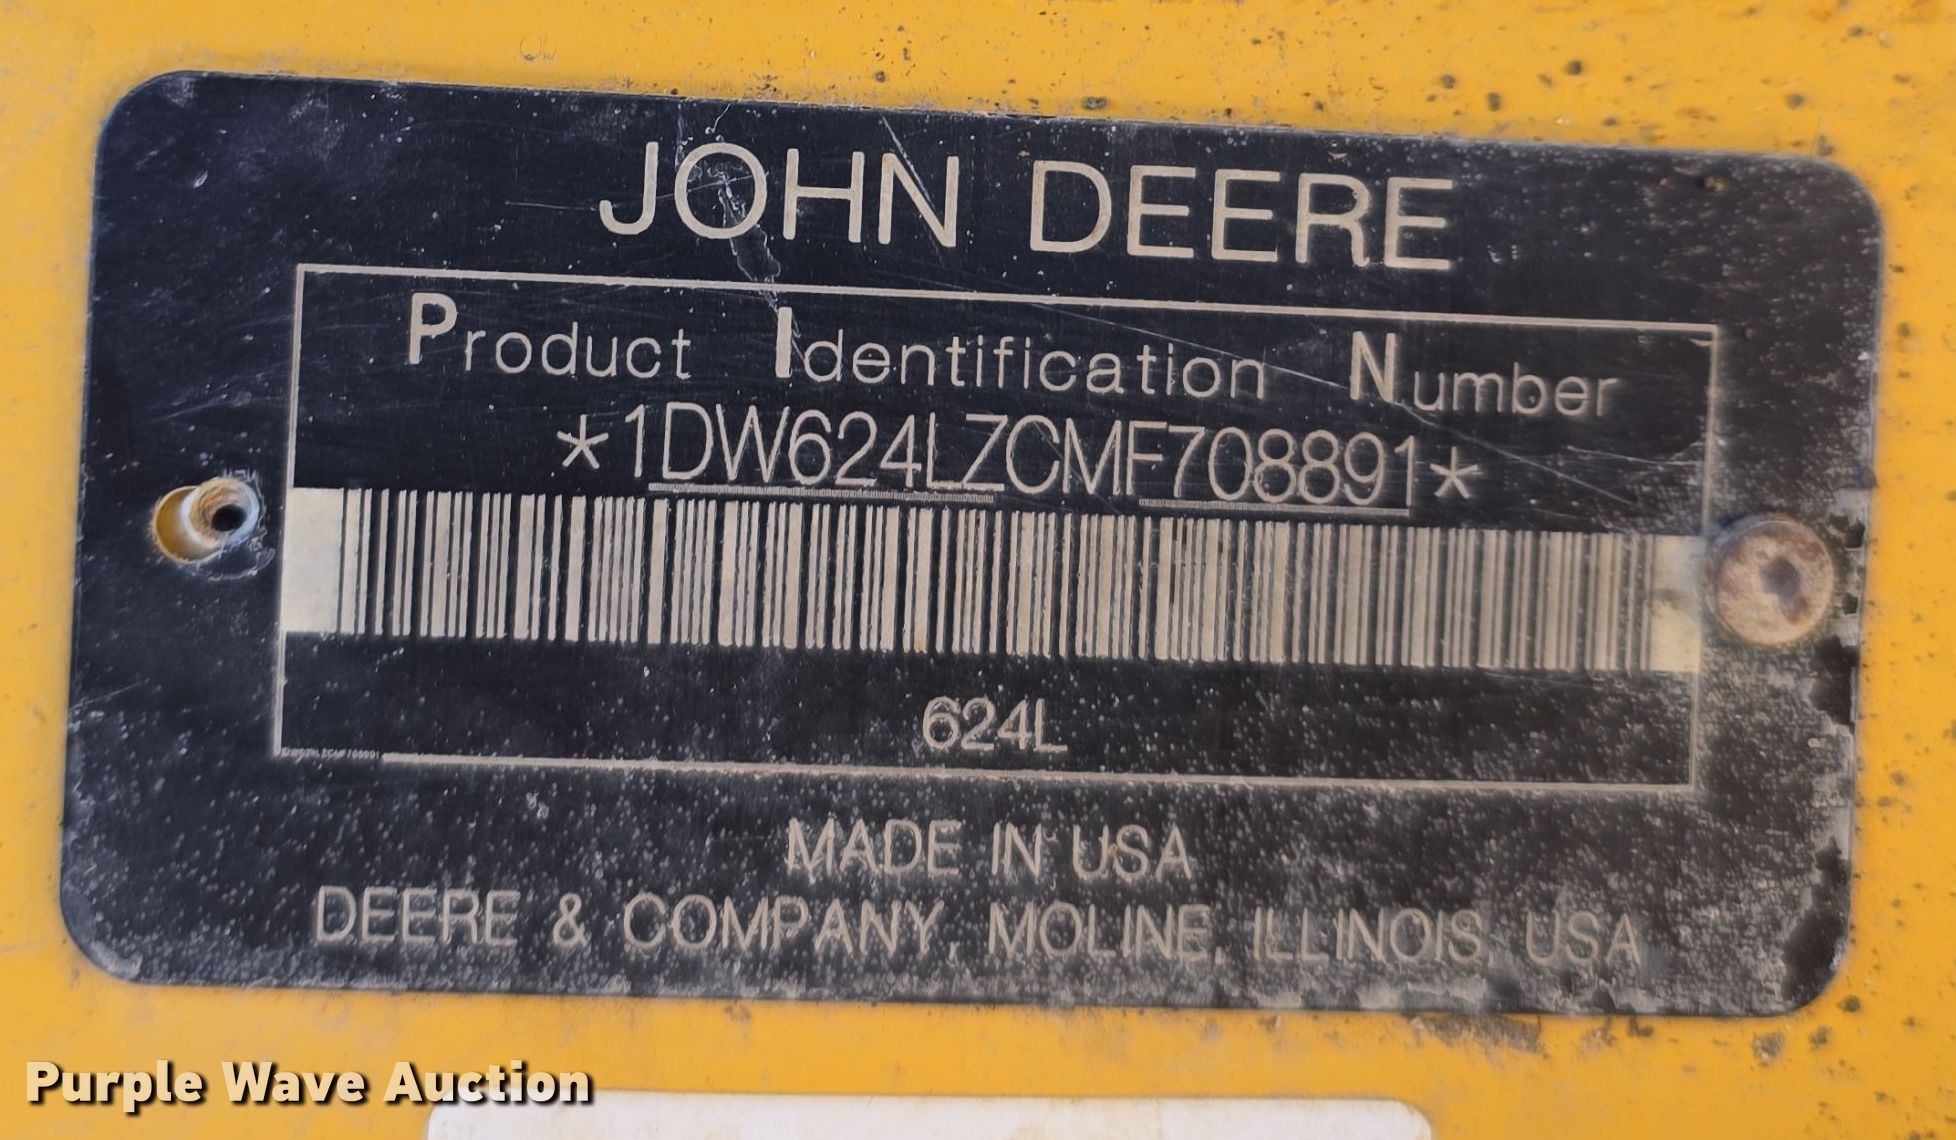 JOHN DEERE
Product Identification Number
*1DW624LZCMF708891*
624L
MADE IN USA
DEERE & COMPANY, MOLINE, ILLINOIS, USA
Purple Wave Auction